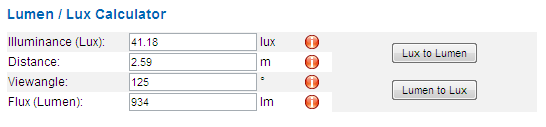 Lumen / Lux Calculator
Illuminance (Lux): 41.18 lux
Lux to Lumen
Distance: 2.59 m
Viewangle: 125 °
Lumen to Lux
Flux (Lumen): 934 lm